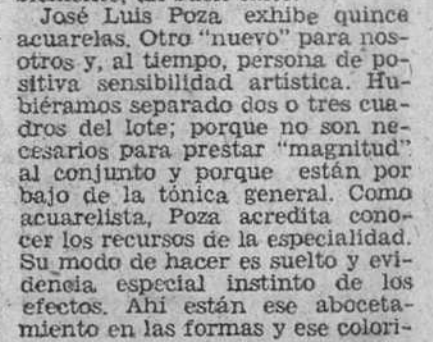 José Luis Poza exhibe quince
acuarelas. Otro "nuevo" para nos-
otros y, al tiempo, persona de po-
sitiva sensibilidad artística. Hu-
biéramos separado dos o tres cua-
dros del lote; porque no son ne-
cesarios para prestar "magnitud"
al conjunto y porque están por
bajo de la tónica general. Como
acuarelista, Poza acredita cono-
cer los recursos de la especialidad.
Su modo de hacer es suelto y evi-
dencia especial instinto de los
efectos. Ahí están ese aboceta-
miento en las formas y ese colori-